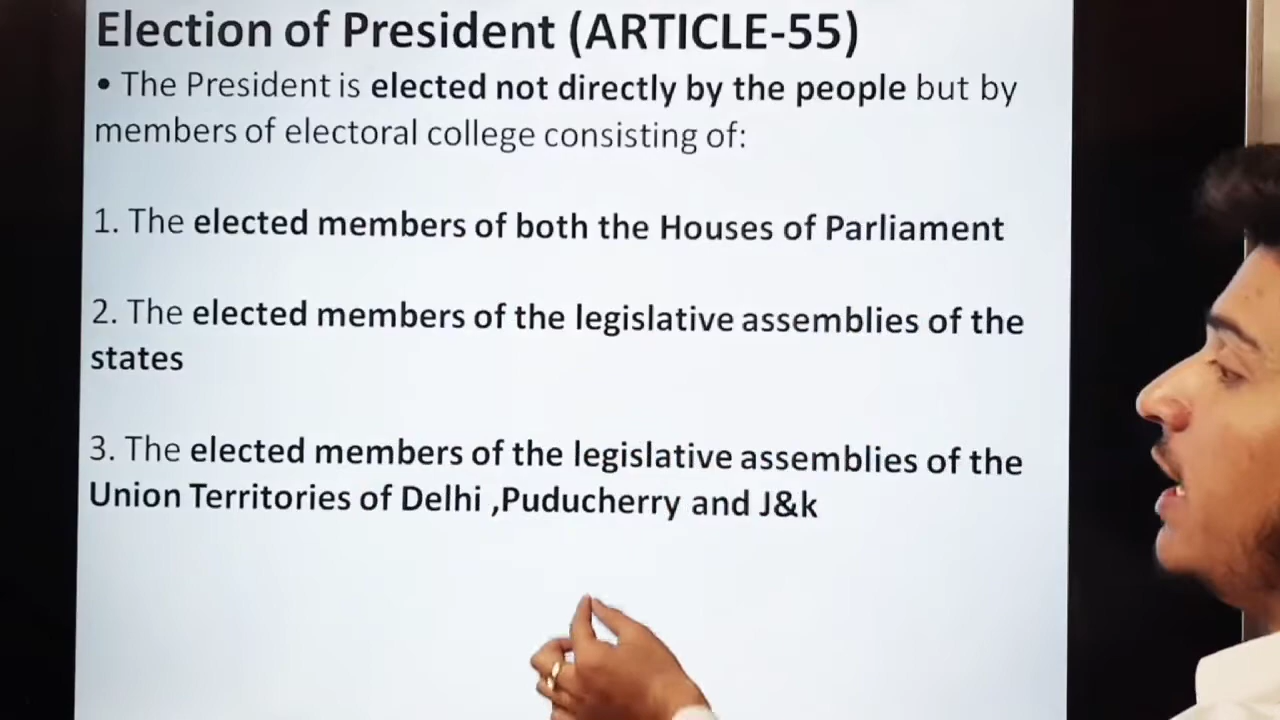 Election of President (ARTICLE-55)
• The President is elected not directly by the people but by
members of electoral college consisting of:
1. The elected members of both the Houses of Parliament
2. The elected members of the legislative assemblies of the
states
3. The elected members of the legislative assemblies of the
Union Territories of Delhi ,Puducherry and J&k